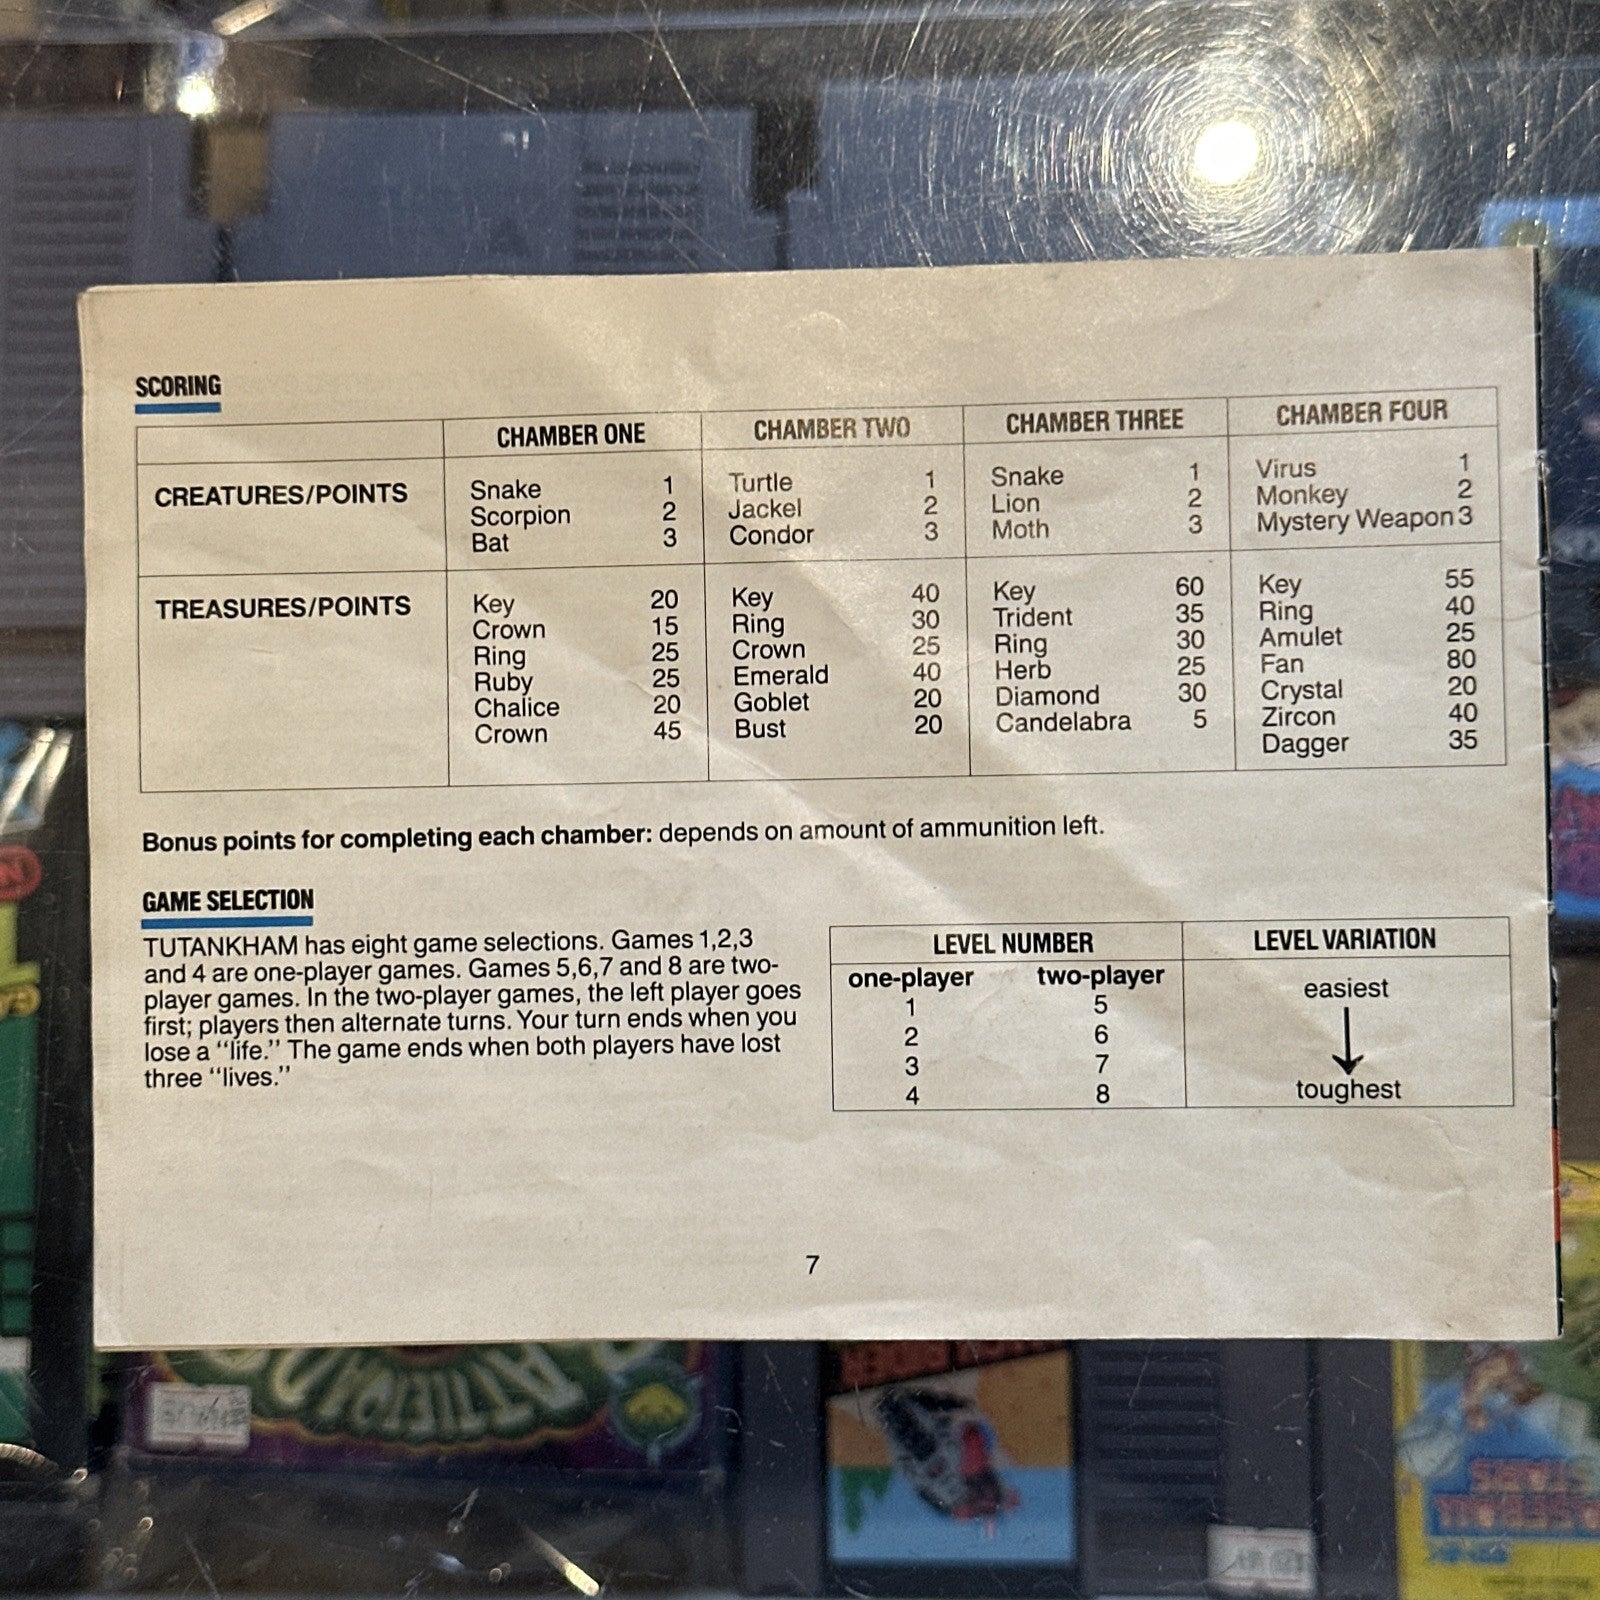 SCORING
CHAMBER ONE CHAMBER TWO CHAMBER THREE CHAMBER FOUR
CREATURES/POINTS Snake 1 Turtle 1 Snake 1 Virus 1
Scorpion 2 Jackel 2 Lion 2 Monkey 2
Bat 3 Condor 3 Moth 3 Mystery Weapon 3
TREASURES/POINTS Key 20 Key 40 Key 60 Key 55
Crown 15 Ring 30 Trident 35 Ring 40
Ring 25 Crown 25 Ring 30 Amulet 25
Ruby 25 Emerald 40 Herb 25 Fan 80
Chalice 20 Goblet 20 Diamond 30 Crystal 20
Crown 45 Bust 20 Candelabra 5 Zircon 40
Dagger 35
Bonus points for completing each chamber: depends on amount of ammunition left.
GAME SELECTION
TUTANKHAM has eight game selections. Games 1,2,3
and 4 are one-player games. Games 5,6,7 and 8 are two-
player games. In the two-player games, the left player goes
first; players then alternate turns. Your turn ends when you
lose a "life." The game ends when both players have lost
three "lives."
LEVEL NUMBER LEVEL VARIATION
one-player two-player easiest
1 5
2 6
3 7
4 8 toughest
7